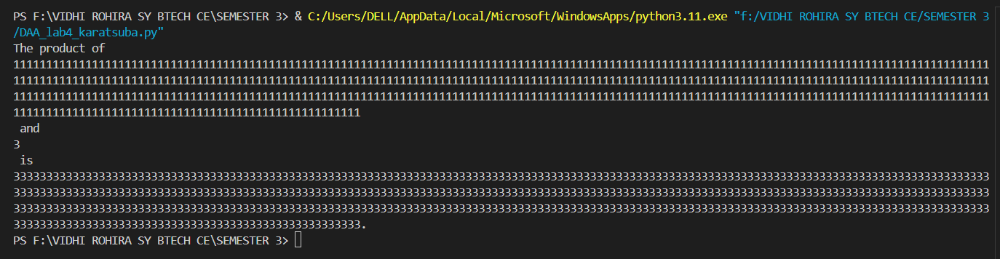 PS F:\VIDHI ROHIRA SY BTECH CE\SEMESTER 3> & C:/Users/DELL/AppData/Local/Microsoft/WindowsApps/python3.11.exe "f:/VIDHI ROHIRA SY BTECH CE/SEMESTER 3
/DAA_lab4_karatsuba.py"
The product of
11111111111111111111111111111111111111111111111111111111111111111111111111111111111111111111111111111111111111111111111111111111111111111111111111111
11111111111111111111111111111111111111111111111111111111111111111111111111111111111111111111111111111111111111111111111111111111111111111111111111111
11111111111111111111111111111111111111111111111111111111111111111111111111111111111111111111111111111111111111111111111111111111111111111111111111111
11111111111111111111111111111111111111111111111111111
 and
3
 is
33333333333333333333333333333333333333333333333333333333333333333333333333333333333333333333333333333333333333333333333333333333333333333333333333333
33333333333333333333333333333333333333333333333333333333333333333333333333333333333333333333333333333333333333333333333333333333333333333333333333333
33333333333333333333333333333333333333333333333333333333333333333333333333333333333333333333333333333333333333333333333333333333333333333333333333333
33333333333333333333333333333333333333333333333333333.
PS F:\VIDHI ROHIRA SY BTECH CE\SEMESTER 3>